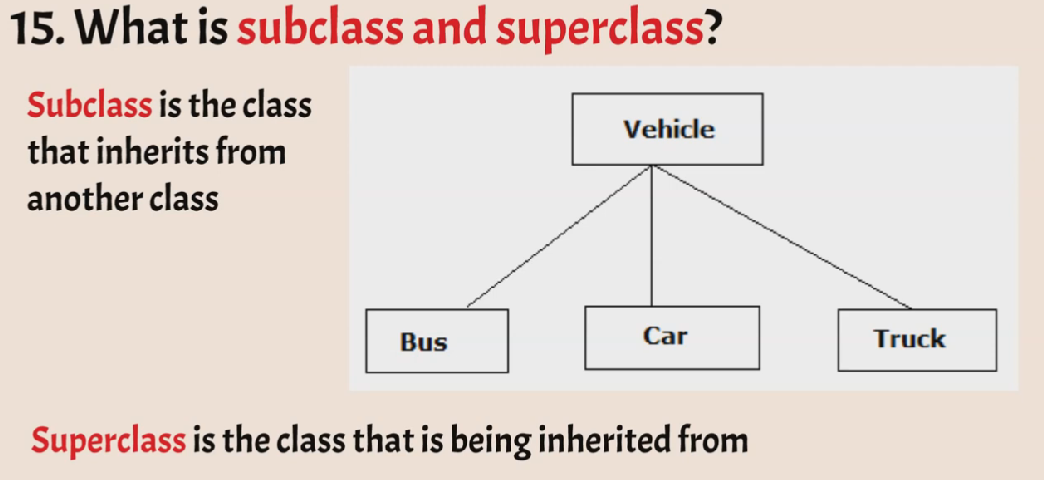 15. What is subclass and superclass?
Subclass is the class
that inherits from
another class
Vehicle
Bus
Car
Truck
Superclass is the class that is being inherited from